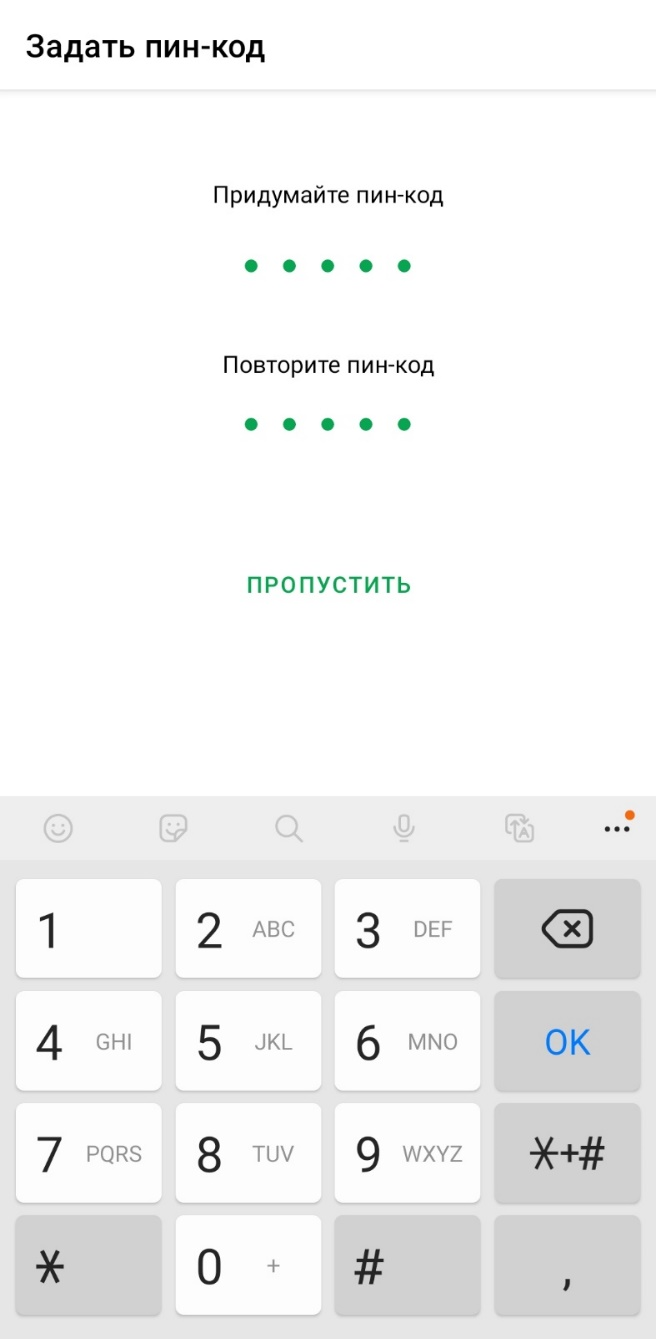 Задать пин-код
Придумайте пин-код
Повторите пин-код
ПРОПУСТИТЬ
1 2 ABC 3 DEF
4 GHI 5 JKL 6 MNO OK
7 PQRS 8 TUV 9 WXYZ *+#
* 0 + # ,